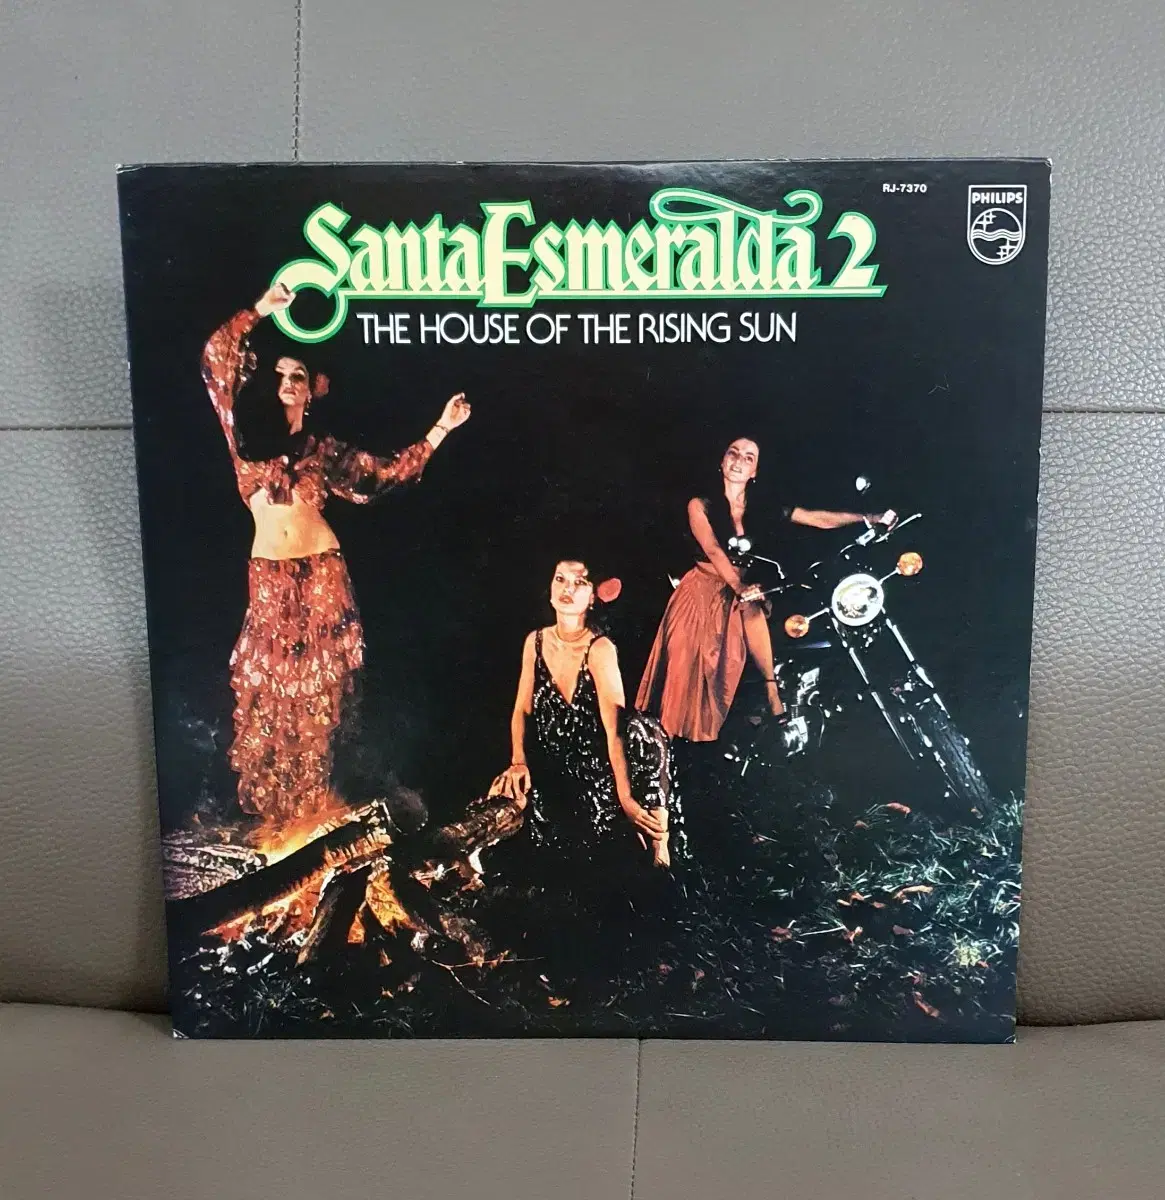 RJ-7370
PHILIPS
Santa Esmeralda 2
THE HOUSE OF THE RISING SUN